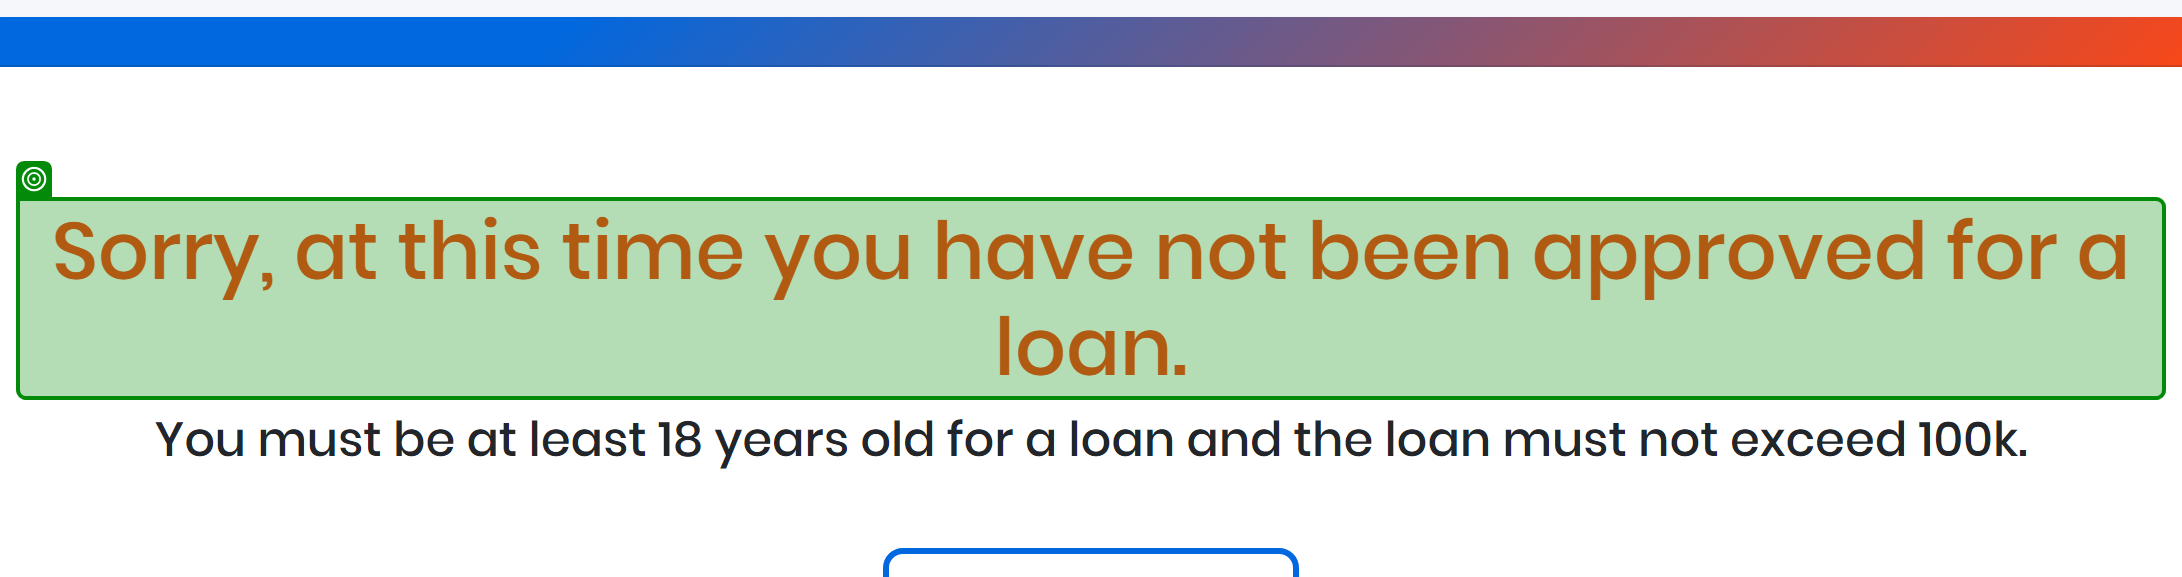 Sorry, at this time you have not been approved for a
loan.
You must be at least 18 years old for a loan and the loan must not exceed 100k.